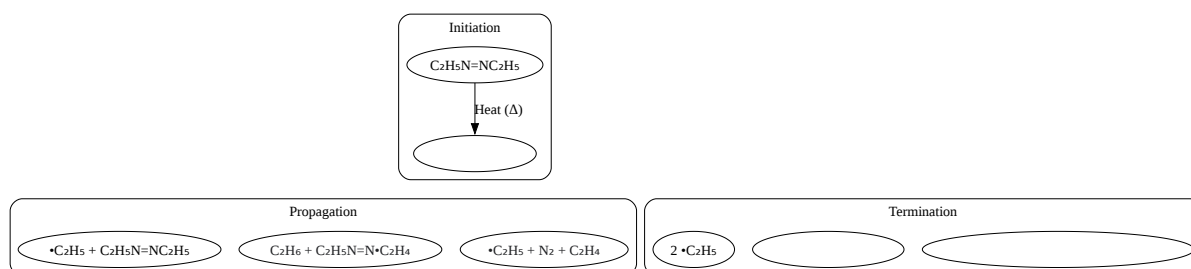 Initiation
C₂H₅N=NC₂H₅
Heat (Δ)
Propagation
•C₂H₅ + C₂H₅N=NC₂H₅
C₂H₆ + C₂H₅N=N•C₂H₄
•C₂H₅ + N₂ + C₂H₄
Termination
2 •C₂H₅